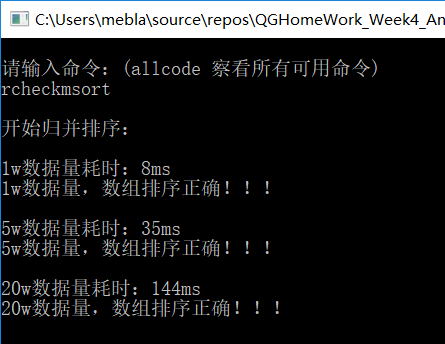 C:\Users\mebla\source\repos\QGHomeWork_Week4_An
请输入命令：(allcode 察看所有可用命令)
rcheckmsort
开始归并排序：
1w数据量耗时：8ms
1w数据量，数组排序正确！！！
5w数据量耗时：35ms
5w数据量，数组排序正确！！！
20w数据量耗时：144ms
20w数据量，数组排序正确！！！